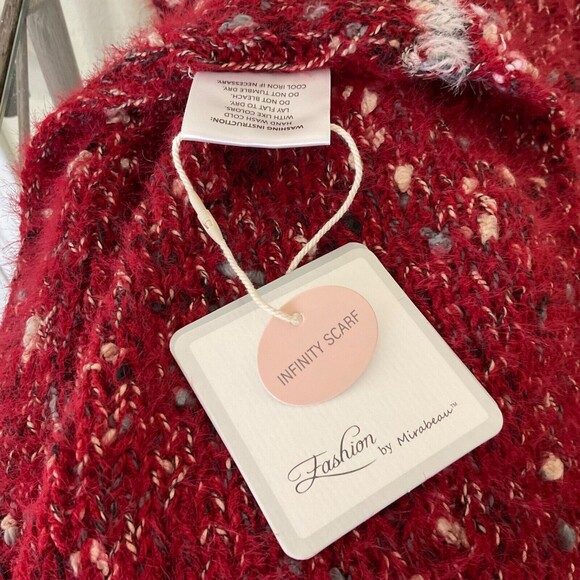 WASHING INSTRUCTION:
HAND WASH COLD
WITH LIKE COLORS.
LAY FLAT TO DRY.
DO NOT BLEACH.
DO NOT TUMBLE DRY.
COOL IRON IF NECESSARY.
INFINITY SCARF
Fashion by Mirabeau™